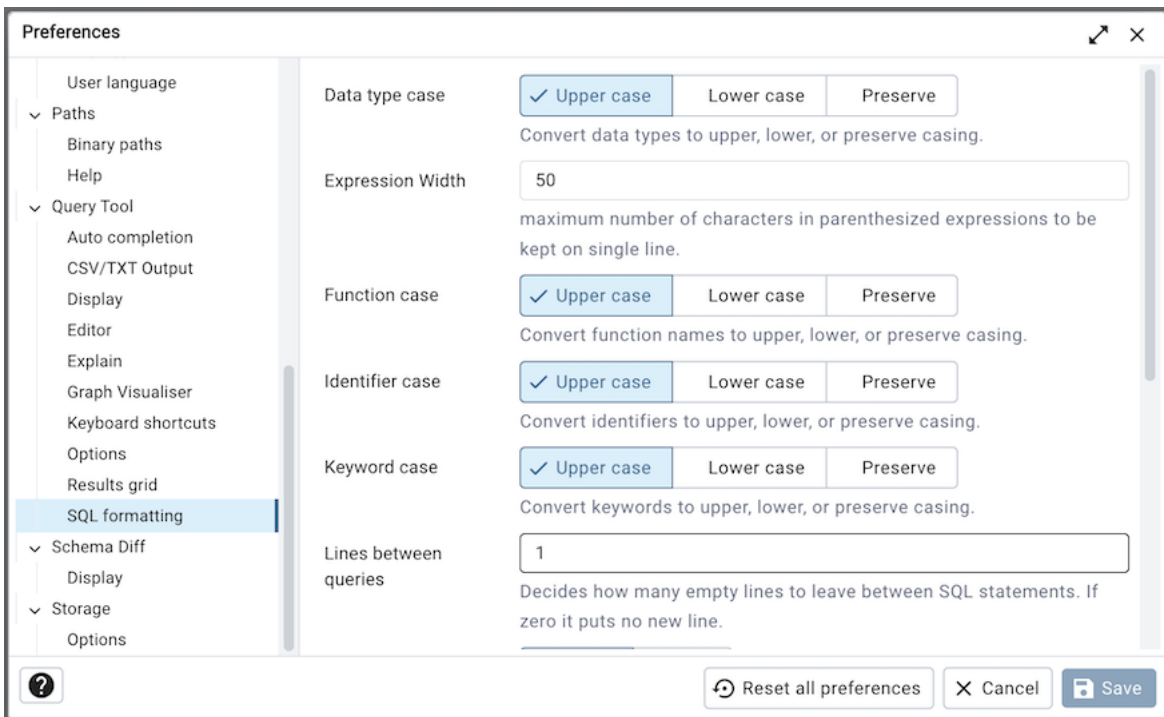 Preferences
User language
Paths
Binary paths
Help
Query Tool
Auto completion
CSV/TXT Output
Display
Editor
Explain
Graph Visualiser
Keyboard shortcuts
Options
Results grid
SQL formatting
Schema Diff
Display
Storage
Options
Data type case
Upper case Lower case Preserve
Convert data types to upper, lower, or preserve casing.
Expression Width
50
maximum number of characters in parenthesized expressions to be
kept on single line.
Function case
Upper case Lower case Preserve
Convert function names to upper, lower, or preserve casing.
Identifier case
Upper case Lower case Preserve
Convert identifiers to upper, lower, or preserve casing.
Keyword case
Upper case Lower case Preserve
Convert keywords to upper, lower, or preserve casing.
Lines between
queries
1
Decides how many empty lines to leave between SQL statements. If
zero it puts no new line.
? Reset all preferences Cancel Save